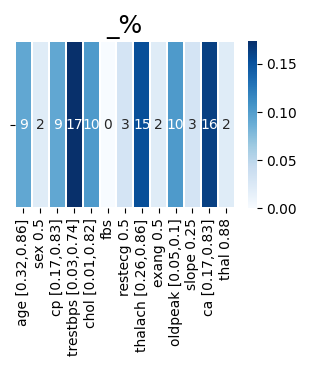 _%
9 2 9 17 10 0 3 15 2 10 3 16 2
0.15
0.10
0.05
0.00
age [0.32,0.86]
sex 0.5
cp [0.17,0.83]
trestbps [0.03,0.74]
chol [0.01,0.82]
fbs
restecg 0.5
thalach [0.26,0.86]
exang 0.5
oldpeak [0.05,0.1]
slope 0.25
ca [0.17,0.83]
thal 0.88